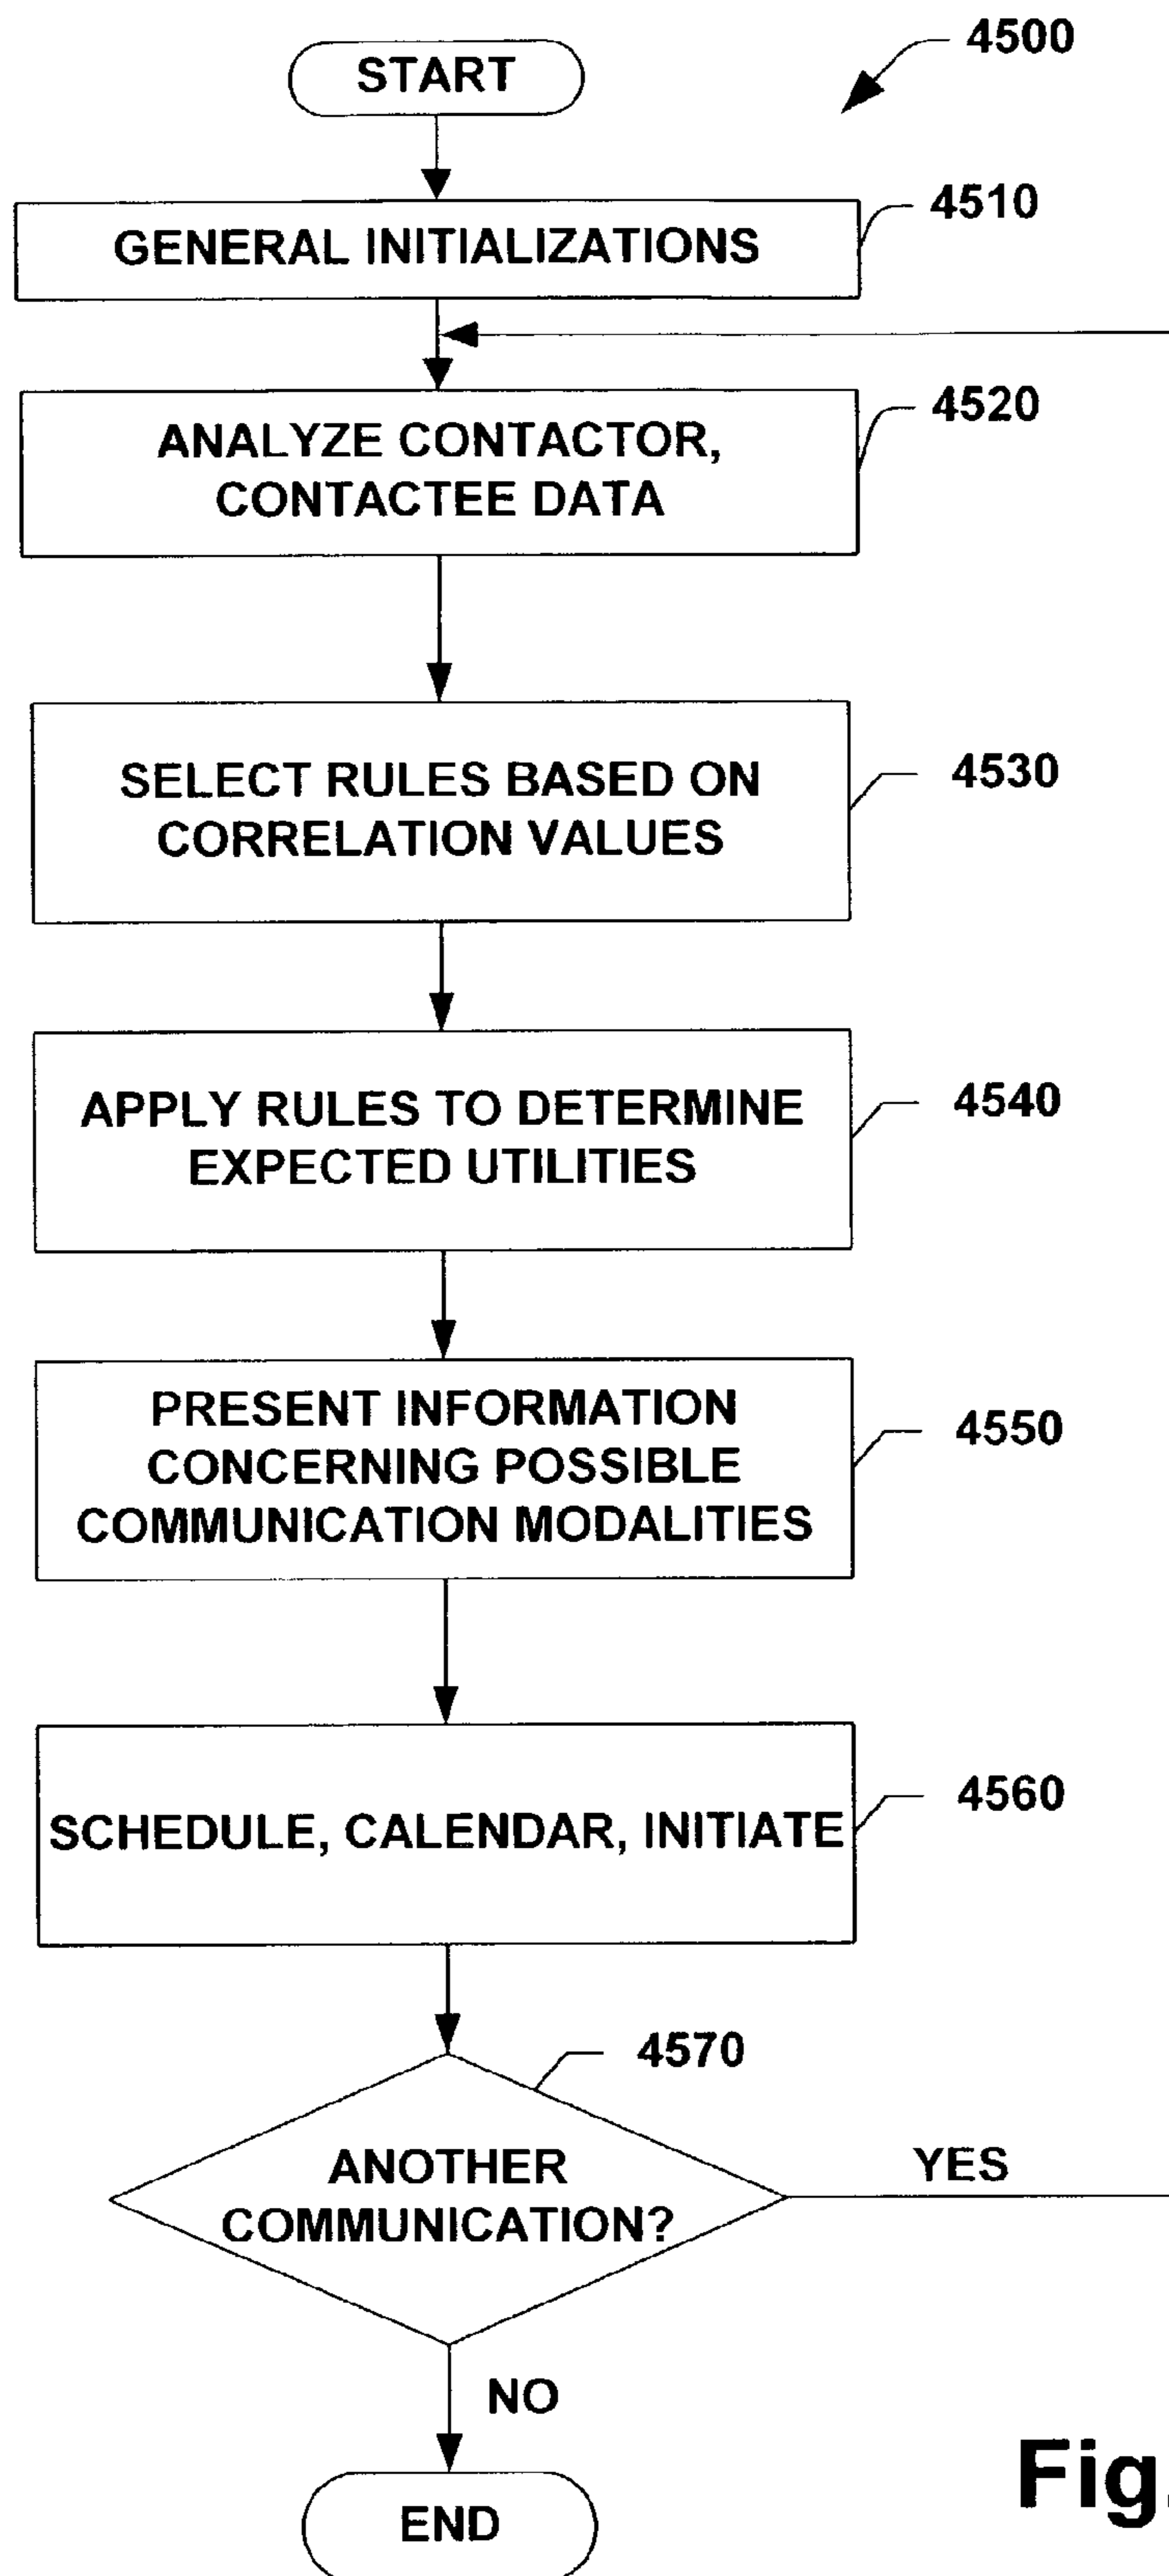 START
4500
GENERAL INITIALIZATIONS
4510
ANALYZE CONTACTOR,
CONTACTEE DATA
4520
SELECT RULES BASED ON
CORRELATION VALUES
4530
APPLY RULES TO DETERMINE
EXPECTED UTILITIES
4540
PRESENT INFORMATION
CONCERNING POSSIBLE
COMMUNICATION MODALITIES
4550
SCHEDULE, CALENDAR, INITIATE
4560
4570
ANOTHER
COMMUNICATION?
YES
NO
END
Fig.